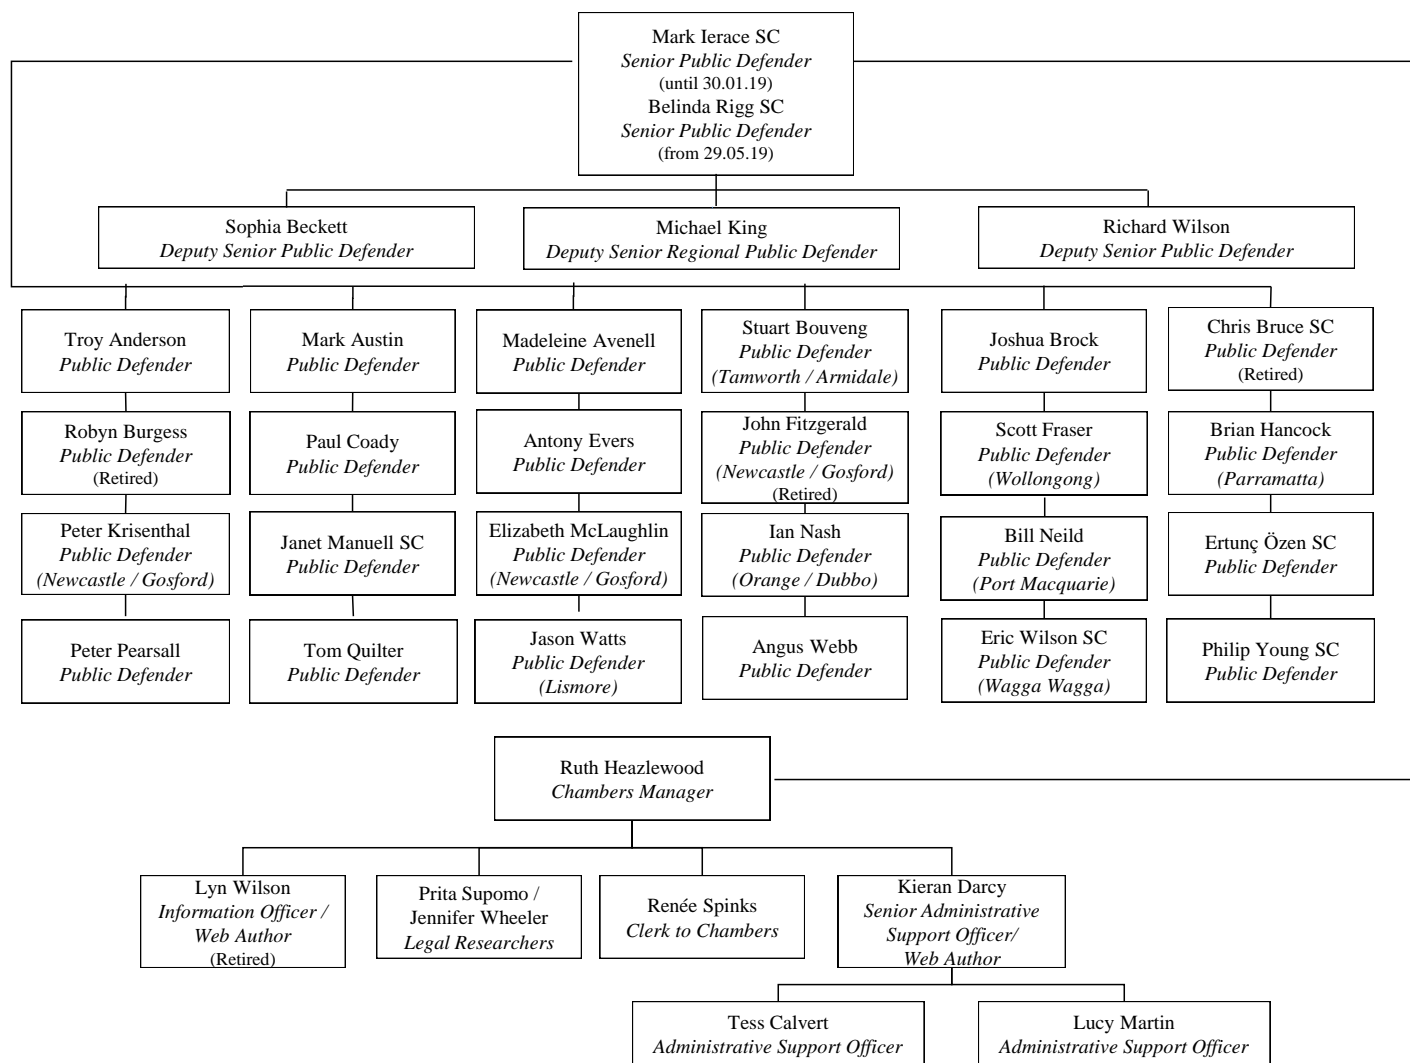 Mark Ierace SC
Senior Public Defender
(until 30.01.19)
Belinda Rigg SC
Senior Public Defender
(from 29.05.19)
Sophia Beckett
Deputy Senior Public Defender
Michael King
Deputy Senior Regional Public Defender
Richard Wilson
Deputy Senior Public Defender
Troy Anderson
Public Defender
Mark Austin
Public Defender
Madeleine Avenell
Public Defender
Stuart Bouveng
Public Defender
(Tamworth / Armidale)
Joshua Brock
Public Defender
Chris Bruce SC
Public Defender
(Retired)
Robyn Burgess
Public Defender
(Retired)
Paul Coady
Public Defender
Antony Evers
Public Defender
John Fitzgerald
Public Defender
(Newcastle / Gosford)
(Retired)
Scott Fraser
Public Defender
(Wollongong)
Brian Hancock
Public Defender
(Parramatta)
Peter Krisenthal
Public Defender
(Newcastle / Gosford)
Janet Manuell SC
Public Defender
Elizabeth McLaughlin
Public Defender
(Newcastle / Gosford)
Ian Nash
Public Defender
(Orange / Dubbo)
Bill Neild
Public Defender
(Port Macquarie)
Ertunç Özen SC
Public Defender
Peter Pearsall
Public Defender
Tom Quilter
Public Defender
Jason Watts
Public Defender
(Lismore)
Angus Webb
Public Defender
Eric Wilson SC
Public Defender
(Wagga Wagga)
Philip Young SC
Public Defender
Ruth Heazlewood
Chambers Manager
Lyn Wilson
Information Officer /
Web Author
(Retired)
Prita Supomo /
Jennifer Wheeler
Legal Researchers
Renée Spinks
Clerk to Chambers
Kieran Darcy
Senior Administrative
Support Officer/
Web Author
Tess Calvert
Administrative Support Officer
Lucy Martin
Administrative Support Officer